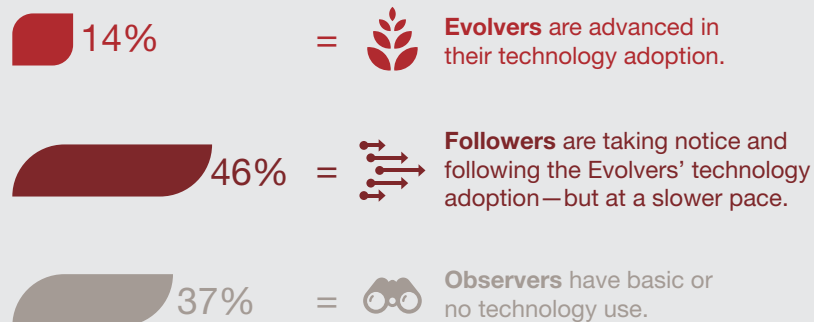 14% = Evolvers are advanced in
their technology adoption.
46% = Followers are taking notice and
following the Evolvers’ technology
adoption—but at a slower pace.
37% = Observers have basic or
no technology use.